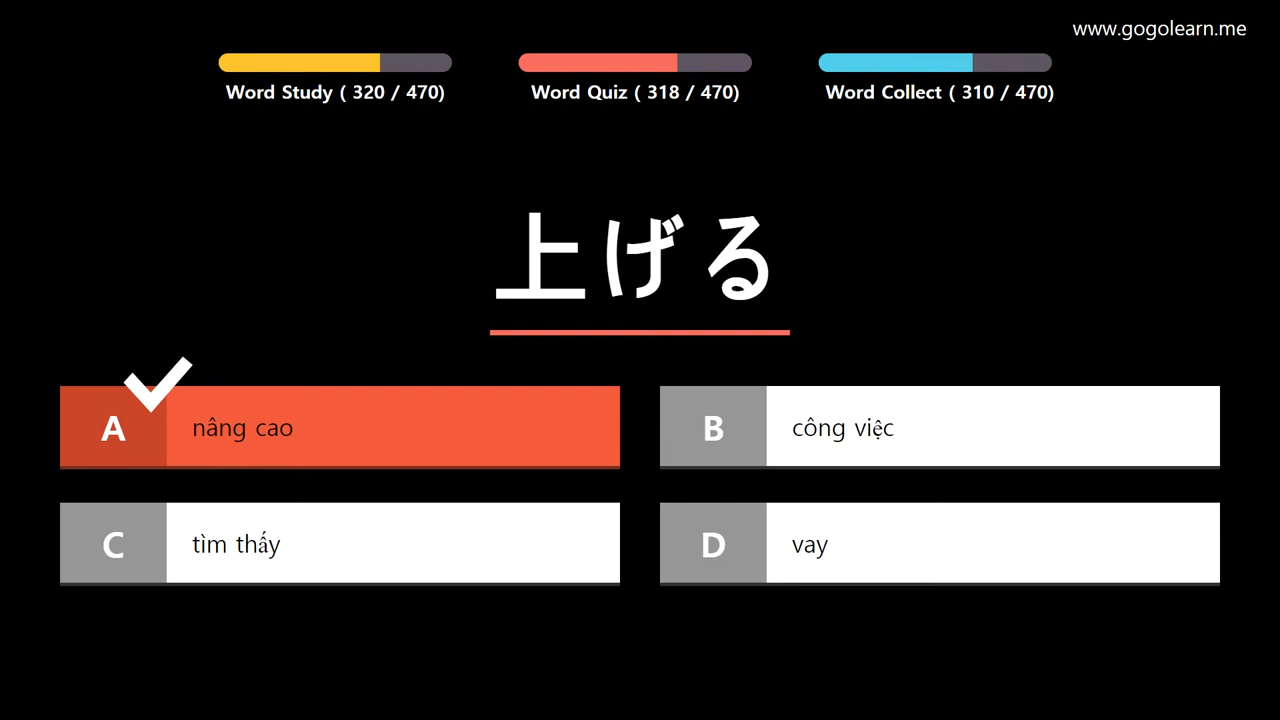 www.gogolearn.me
Word Study ( 320 / 470)
Word Quiz ( 318 / 470)
Word Collect ( 310 / 470)
上げる
A nâng cao
B công việc
C tìm thấy
D vay